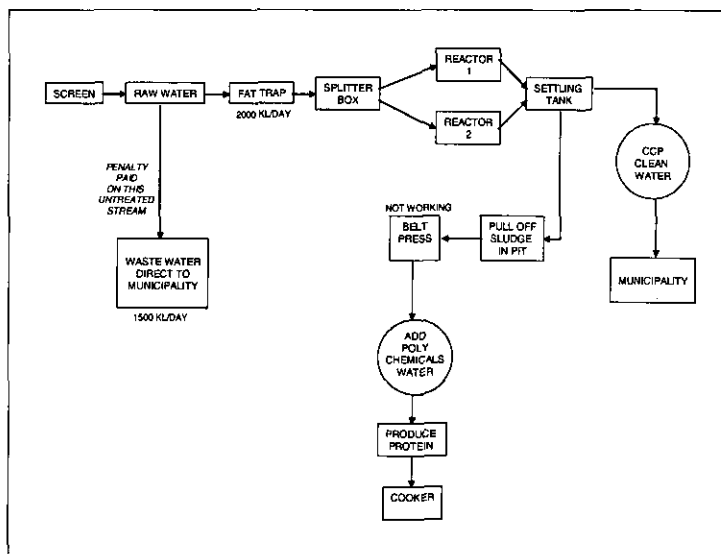 SCREEN
RAW WATER
FAT TRAP
2000 KL/DAY
SPLITTER
BOX
REACTOR
1
REACTOR
2
SETTLING
TANK
CCP
CLEAN
WATER
MUNICIPALITY
PENALTY
PAID
ON THIS
UNTREATED
STREAM
WASTE WATER
DIRECT TO
MUNICIPALITY
1500 KL/DAY
NOT WORKING
BELT
PRESS
PULL OFF
SLUDGE
IN PIT
ADD
POLY
CHEMICALS
WATER
PRODUCE
PROTEIN
COOKER